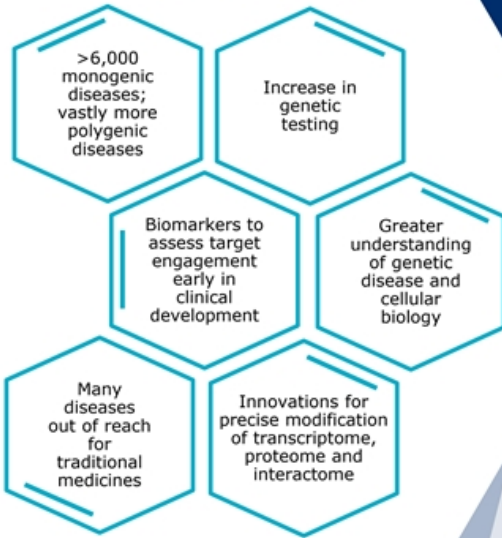 >6,000
monogenic
diseases;
vastly more
polygenic
diseases
Increase in
genetic
testing
Biomarkers to
assess target
engagement
early in
clinical
development
Greater
understanding
of genetic
disease and
cellular
biology
Many
diseases
out of reach
for
traditional
medicines
Innovations for
precise modification
of transcriptome,
proteome and
interactome